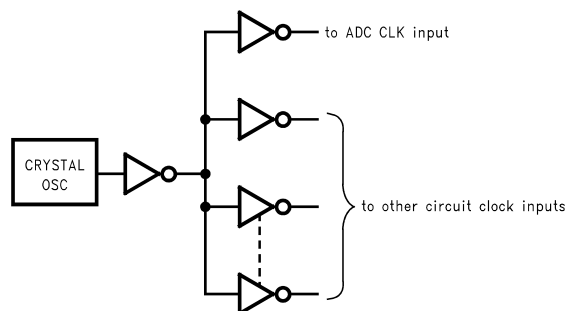 to ADC CLK input
CRYSTAL
OSC
to other circuit clock inputs